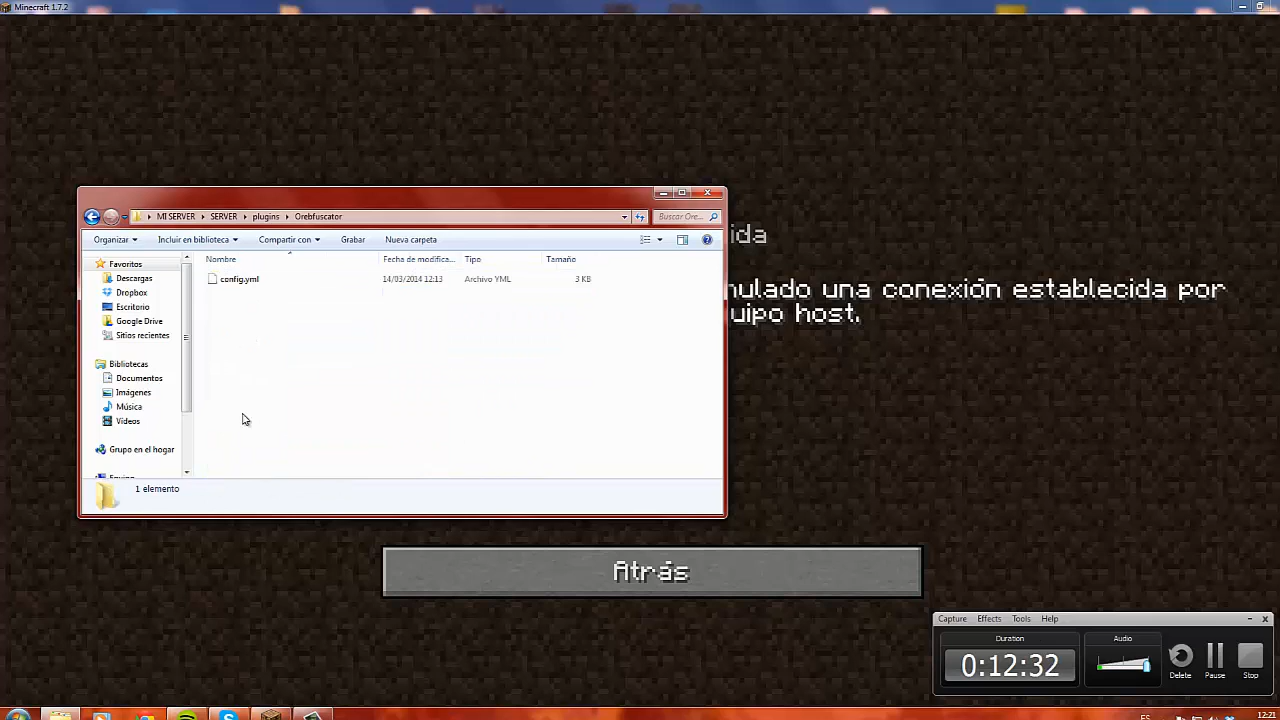 Minecraft 1.7.2
MI SERVER SERVER plugins Orebfuscator
Buscar Ore...
Organizar Incluir en biblioteca Compartir con Grabar Nueva carpeta
Nombre Fecha de modifica... Tipo Tamaño
config.yml 14/03/2014 12:13 Archivo YML 3 KB
Favoritos
Descargas
Dropbox
Escritorio
Google Drive
Sitios recientes
Bibliotecas
Documentos
Imágenes
Música
Vídeos
Grupo en el hogar
Equipo
1 elemento
ida
nulado una conexión establecida por
uipo host.
Atrás
Capture Effects Tools Help
Duration
0:12:32
Audio
Delete
Pause
Stop
ES
12:21